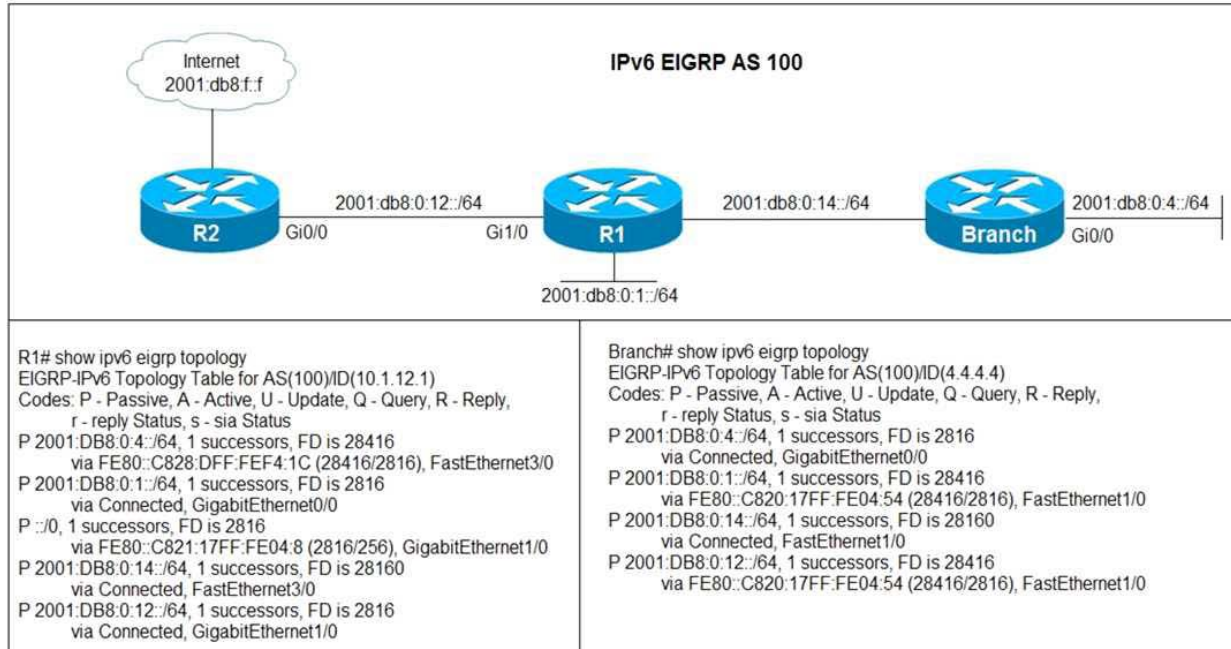 Internet
2001:db8:f::f
IPv6 EIGRP AS 100
2001:db8:0:12::/64
2001:db8:0:14::/64
2001:db8:0:4::/64
R2
Gi0/0
Gi1/0
R1
Branch
Gi0/0
2001:db8:0:1::/64
R1# show ipv6 eigrp topology
EIGRP-IPv6 Topology Table for AS(100)/ID(10.1.12.1)
Codes: P - Passive, A - Active, U - Update, Q - Query, R - Reply,
r - reply Status, s - sia Status
P 2001:DB8:0:4::/64, 1 successors, FD is 28416
via FE80::C828:DFF:FEF4:1C (28416/2816), FastEthernet3/0
P 2001:DB8:0:1::/64, 1 successors, FD is 2816
via Connected, GigabitEthernet0/0
P ::/0, 1 successors, FD is 2816
via FE80::C821:17FF:FE04:8 (2816/256), GigabitEthernet1/0
P 2001:DB8:0:14::/64, 1 successors, FD is 28160
via Connected, FastEthernet3/0
P 2001:DB8:0:12::/64, 1 successors, FD is 2816
via Connected, GigabitEthernet1/0
Branch# show ipv6 eigrp topology
EIGRP-IPv6 Topology Table for AS(100)/ID(4.4.4.4)
Codes: P - Passive, A - Active, U - Update, Q - Query, R - Reply,
r - reply Status, s - sia Status
P 2001:DB8:0:4::/64, 1 successors, FD is 2816
via Connected, GigabitEthernet0/0
P 2001:DB8:0:1::/64, 1 successors, FD is 28416
via FE80::C820:17FF:FE04:54 (28416/2816), FastEthernet1/0
P 2001:DB8:0:14::/64, 1 successors, FD is 28160
via Connected, FastEthernet1/0
P 2001:DB8:0:12::/64, 1 successors, FD is 28416
via FE80::C820:17FF:FE04:54 (28416/2816), FastEthernet1/0